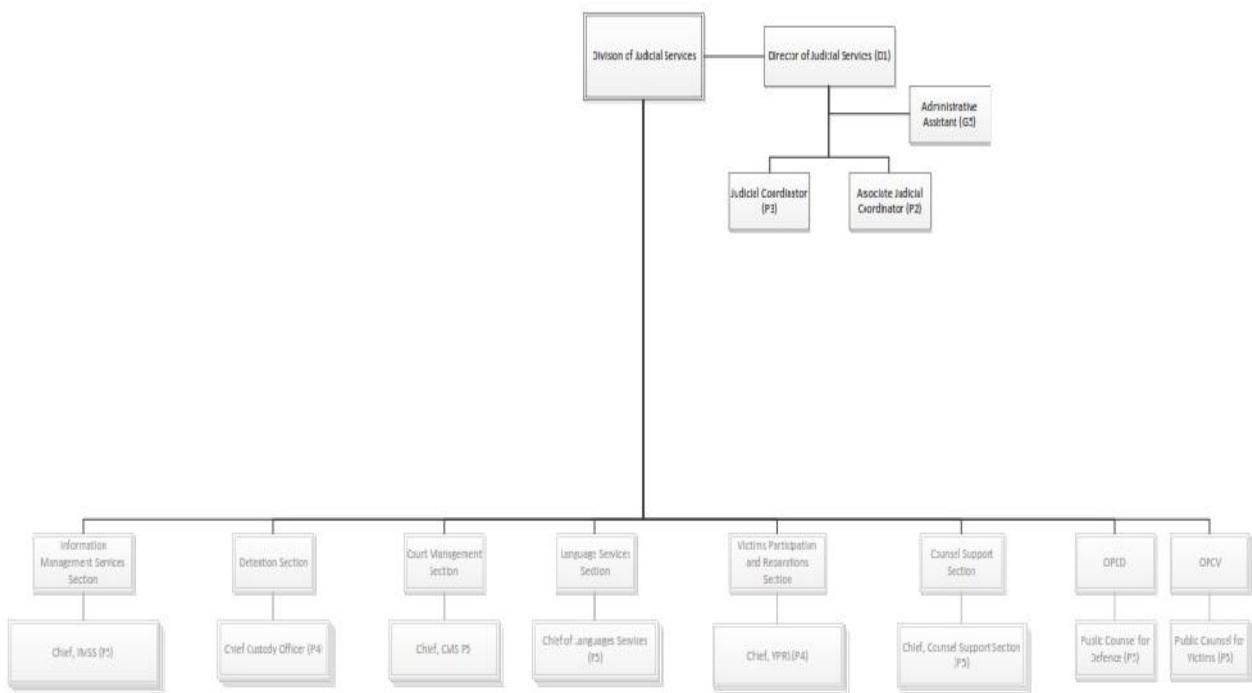 Division of Judicial Services
Director of Judicial Services (D1)
Administrative
Assistant (G5)
Judicial Coordinator
(P3)
Associate Judicial
Coordinator (P2)
Information
Management Services
Section
Detention Section
Court Management
Section
Language Services
Section
Victims Participation
and Reparations
Section
Counsel Support
Section
OPCD
OPCV
Chief, IMSS (P5)
Chief Custody Officer (P4)
Chief, CMS P5
Chief of Languages Services
(P5)
Chief, VPRS (P4)
Chief, Counsel Support Section
(P5)
Public Counsel for
Defence (P5)
Public Counsel for
Victims (P5)